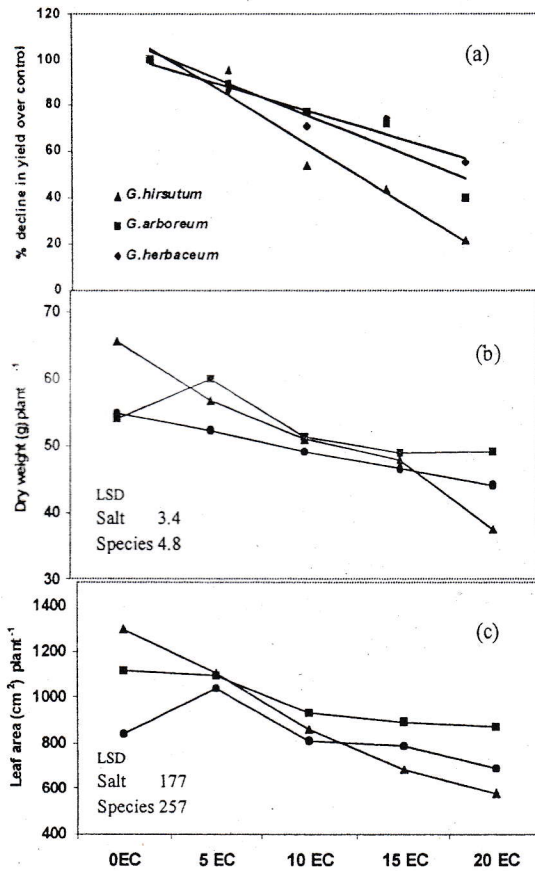 120
(a)
100
80
60
40
20
0
% decline in yield over control
G.hirsutum
G.arboreum
G.herbaceum
70
(b)
60
50
40
30
Dry weight (g) plant -1
LSD
Salt 3.4
Species 4.8
1400
(c)
1200
1000
800
600
400
Leaf area (cm 2) plant-1
LSD
Salt 177
Species 257
0EC 5 EC 10 EC 15 EC 20 EC